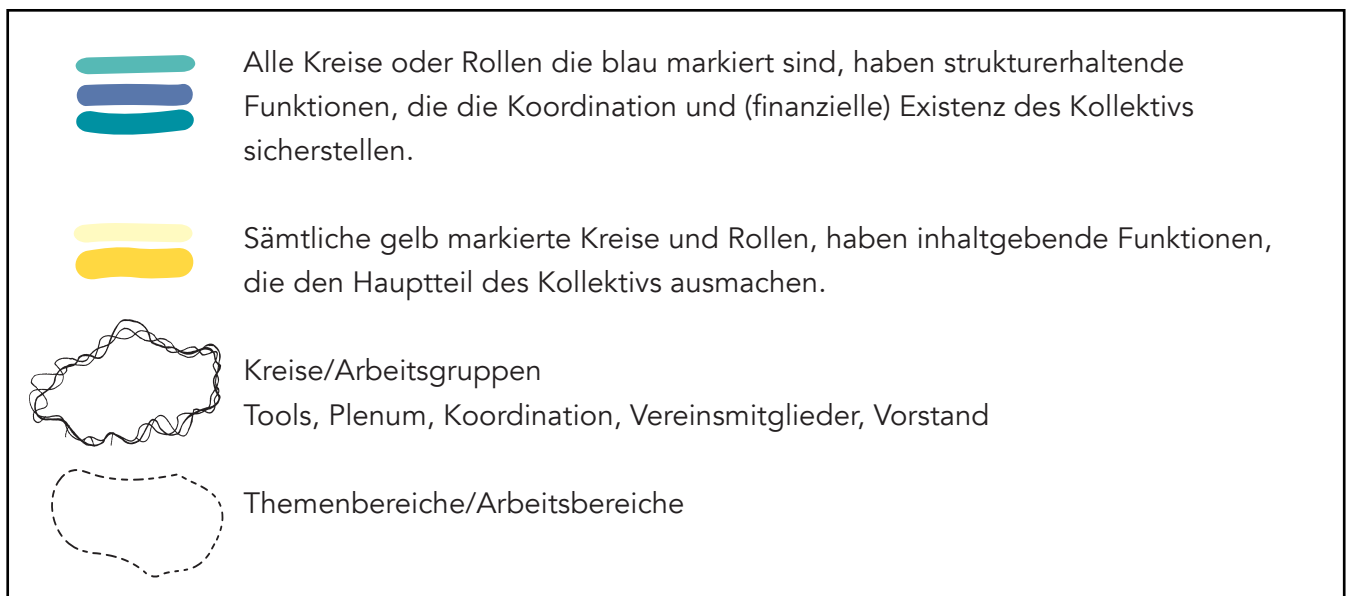 Alle Kreise oder Rollen die blau markiert sind, haben strukturerhaltende
Funktionen, die die Koordination und (finanzielle) Existenz des Kollektivs
sicherstellen.
Sämtliche gelb markierte Kreise und Rollen, haben inhaltgebende Funktionen,
die den Hauptteil des Kollektivs ausmachen.
Kreise/Arbeitsgruppen
Tools, Plenum, Koordination, Vereinsmitglieder, Vorstand
Themenbereiche/Arbeitsbereiche